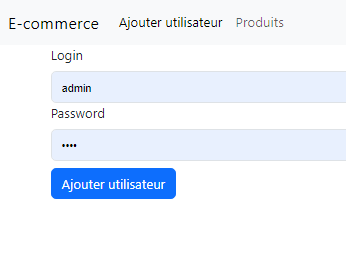 E-commerce Ajouter utilisateur Produits
Login
admin
Password
••••
Ajouter utilisateur